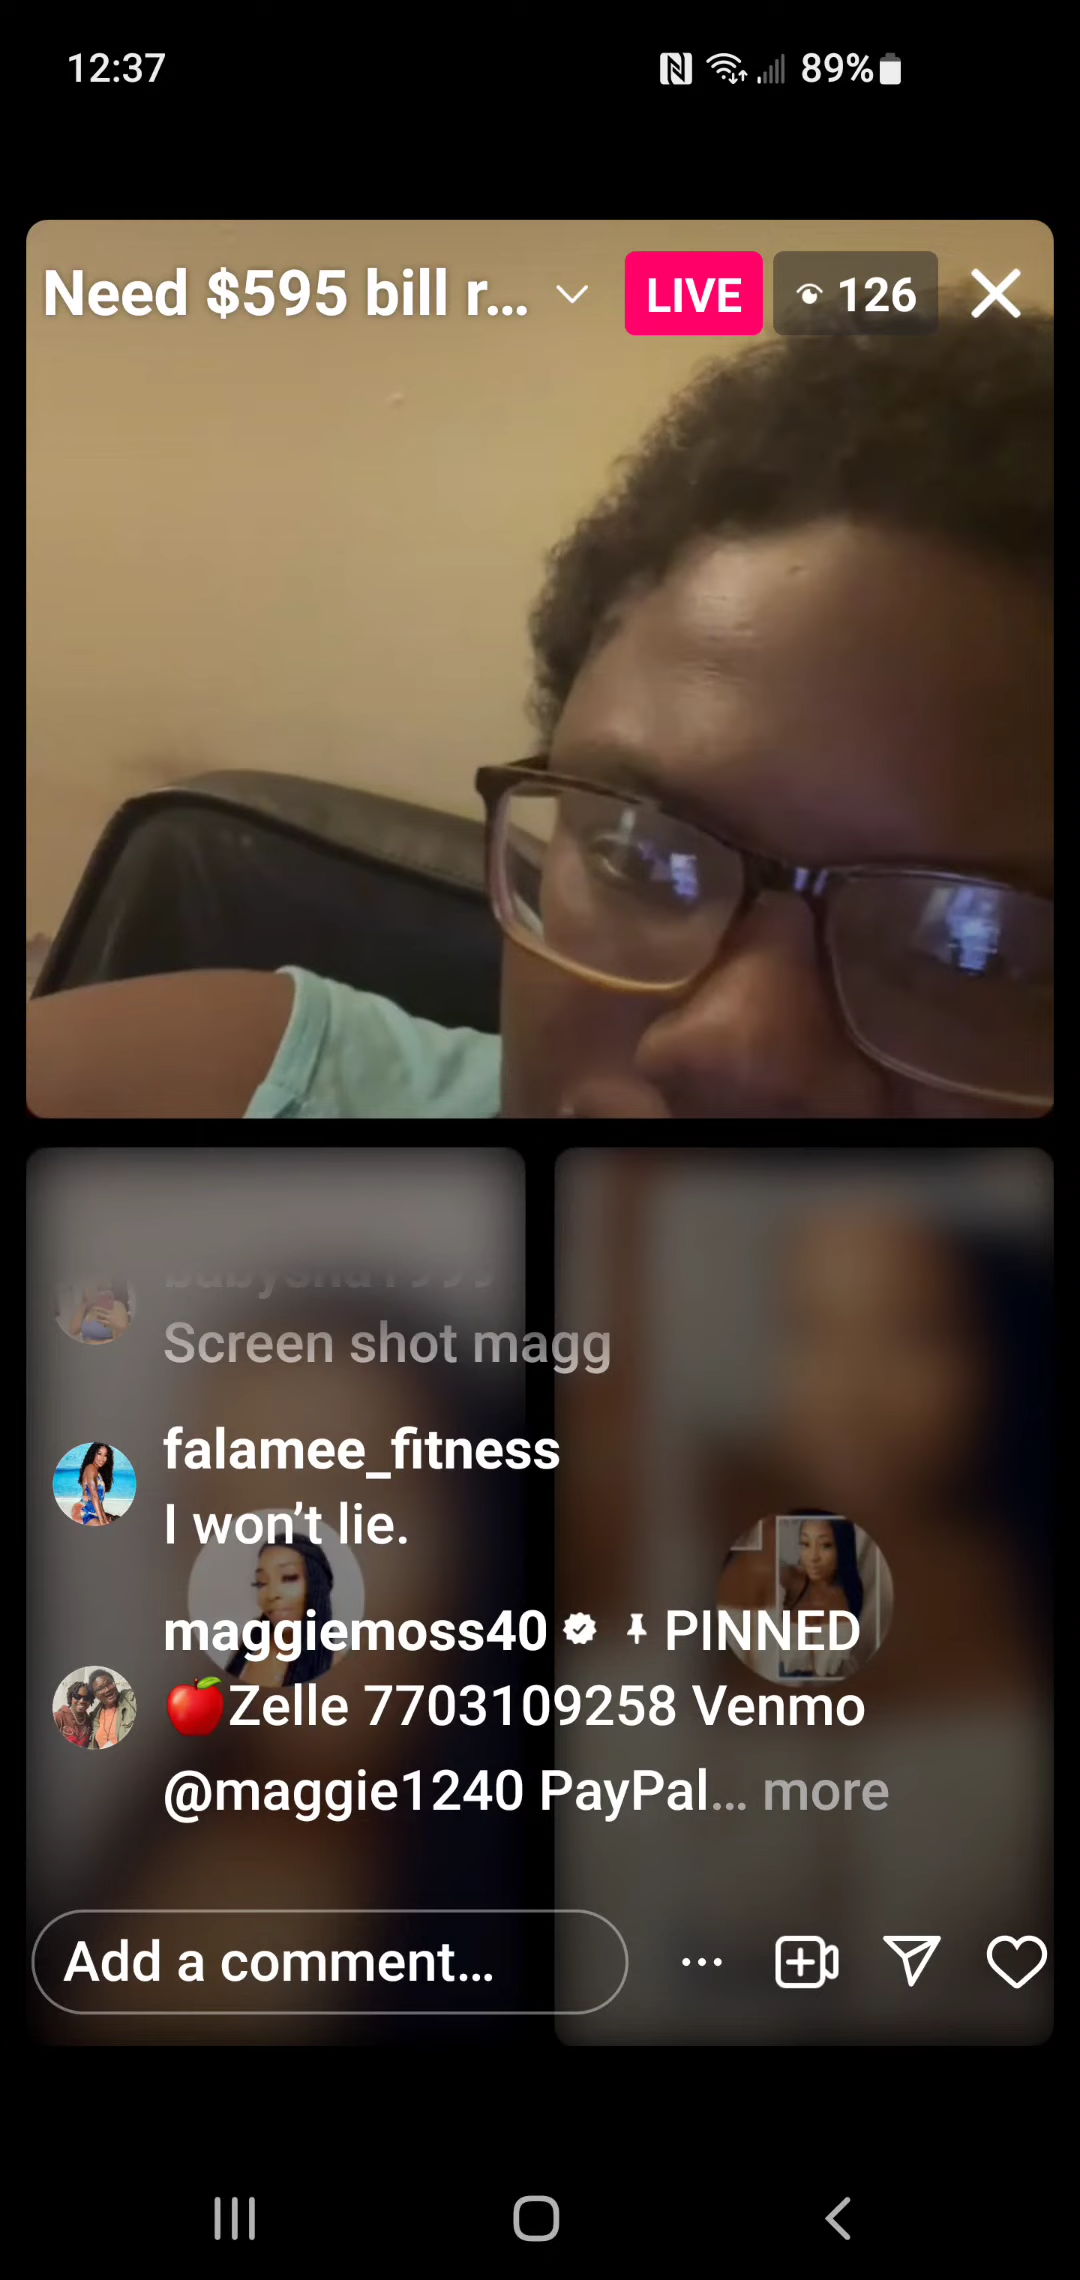 12:37
89%
Need $595 bill r...
LIVE
126
Screen shot magg
falamee_fitness
I won't lie.
maggiemoss40 PINNED
🍎Zelle 7703109258 Venmo
@maggie1240 PayPal... more
Add a comment...